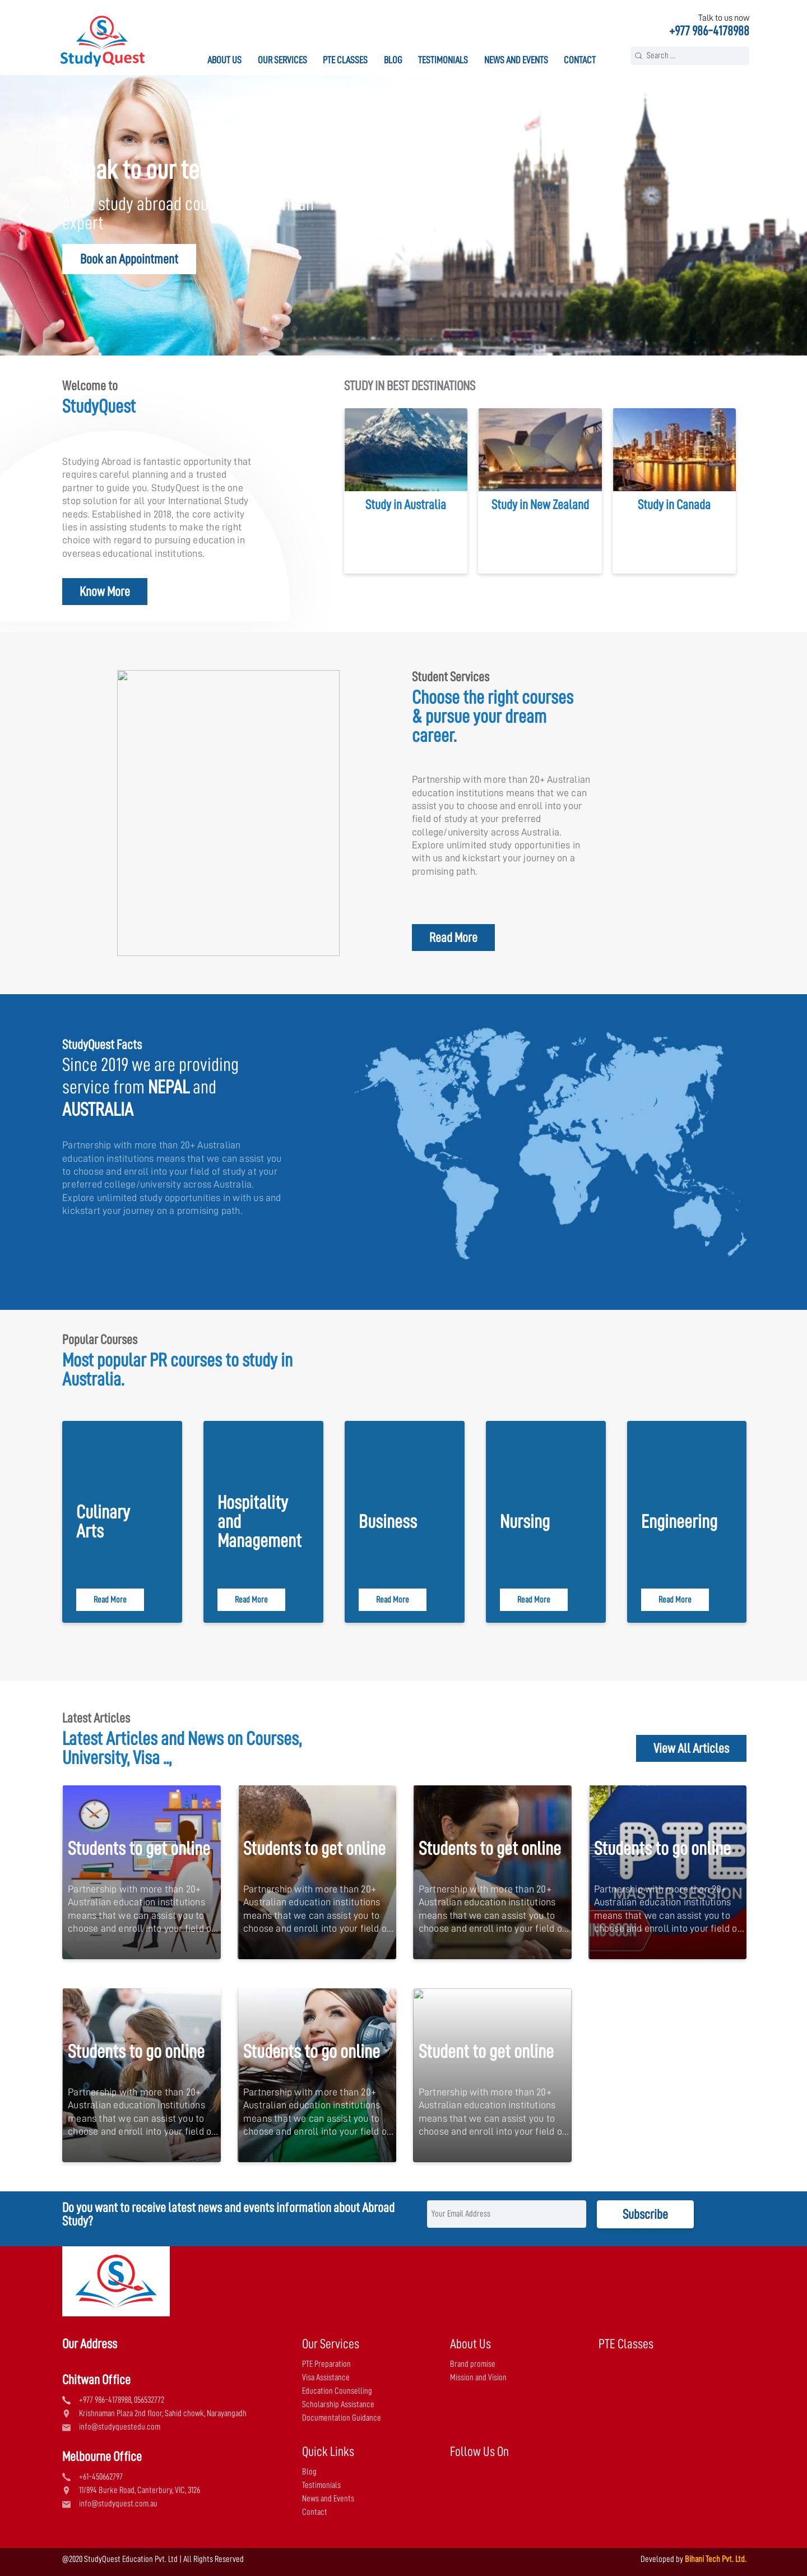 Talk to us now
+977 986-4178988
StudyQuest
ABOUT US
OUR SERVICES
PTE CLASSES
BLOG
TESTIMONIALS
NEWS AND EVENTS
CONTACT
Search ...
Speak to our te
study abroad cou
expert
Book an Appointment
Welcome to
StudyQuest
Studying Abroad is fantastic opportunity that
requires careful planning and a trusted
partner to guide you. StudyQuest is the one
stop solution for all your International Study
needs. Established in 2018, the core activity
lies in assisting students to make the right
choice with regard to pursuing education in
overseas educational institutions.
Know More
STUDY IN BEST DESTINATIONS
Study in Australia
Study in New Zealand
Study in Canada
Student Services
Choose the right courses
& pursue your dream
career.
Partnership with more than 20+ Australian
education institutions means that we can
assist you to choose and enroll into your
field of study at your preferred
college/university across Australia.
Explore unlimited study opportunities in
with us and kickstart your journey on a
promising path.
Read More
StudyQuest Facts
Since 2019 we are providing
service from NEPAL and
AUSTRALIA
Partnership with more than 20+ Australian
education institutions means that we can assist you
to choose and enroll into your field of study at your
preferred college/university across Australia.
Explore unlimited study opportunities in with us and
kickstart your journey on a promising path.
Popular Courses
Most popular PR courses to study in
Australia.
Culinary
Arts
Read More
Hospitality
and
Management
Read More
Business
Read More
Nursing
Read More
Engineering
Read More
Latest Articles
Latest Articles and News on Courses,
University, Visa ..,
View All Articles
Students to get online
Partnership with more than 20+
Australian education institutions
means that we can assist you to
choose and enroll into your field o...
Students to get online
Partnership with more than 20+
Australian education institutions
means that we can assist you to
choose and enroll into your field o...
Students to get online
Partnership with more than 20+
Australian education institutions
means that we can assist you to
choose and enroll into your field o...
PTE
MASTER SESSION
Students to go online
Partnership with more than 20+
Australian education institutions
means that we can assist you to
choose and enroll into your field o...
Students to go online
Partnership with more than 20+
Australian education institutions
means that we can assist you to
choose and enroll into your field o...
Students to go online
Partnership with more than 20+
Australian education institutions
means that we can assist you to
choose and enroll into your field o...
Student to get online
Partnership with more than 20+
Australian education institutions
means that we can assist you to
choose and enroll into your field o...
Do you want to receive latest news and events information about Abroad
Study?
Your Email Address
Subscribe
Our Address
Chitwan Office
+977 986-4178988, 056532772
Krishnaman Plaza 2nd floor, Sahid chowk, Narayangadh
info@studyquestedu.com
Melbourne Office
+61-450662797
11/894 Burke Road, Canterbury, VIC, 3126
info@studyquest.com.au
Our Services
PTE Preparation
Visa Assistance
Education Counselling
Scholarship Assistance
Documentation Guidance
About Us
Brand promise
Mission and Vision
PTE Classes
Quick Links
Blog
Testimonials
News and Events
Contact
Follow Us On
@2020 StudyQuest Education Pvt. Ltd | All Rights Reserved
Developed by Bihani Tech Pvt. Ltd.